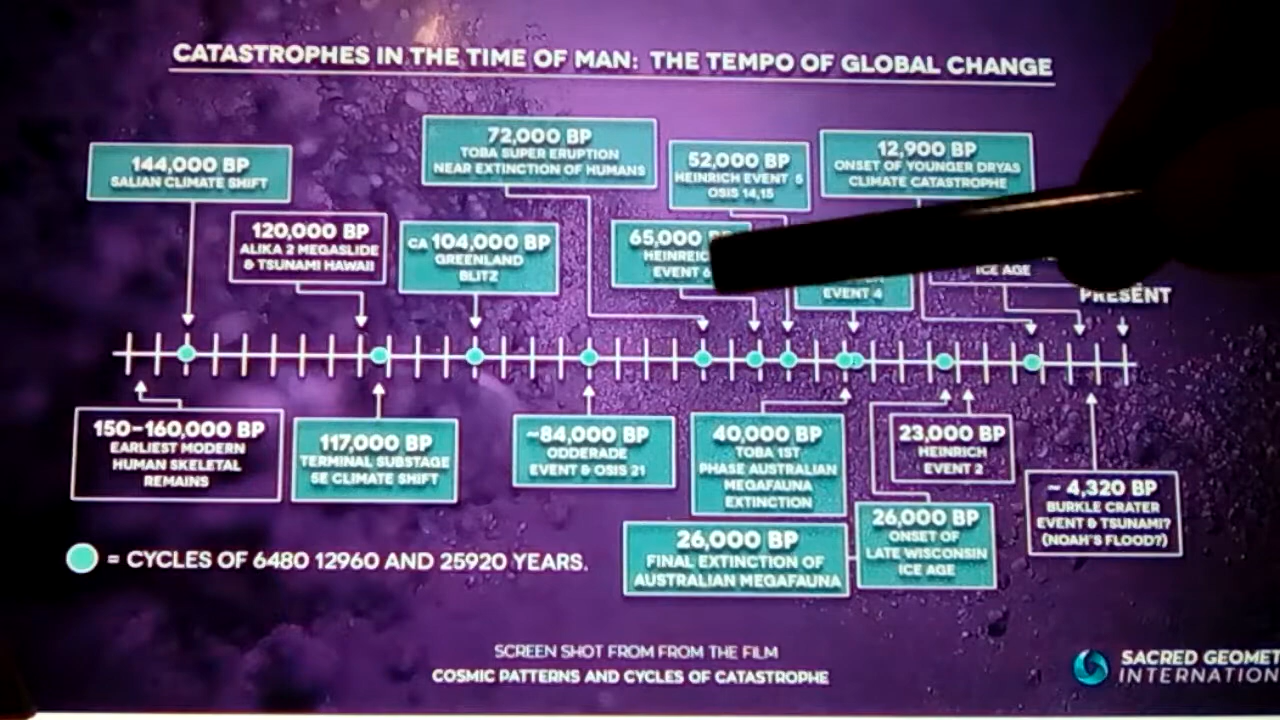 CATASTROPHES IN THE TIME OF MAN: THE TEMPO OF GLOBAL CHANGE
144,000 BP
SALIAN CLIMATE SHIFT
72,000 BP
TOBA SUPER ERUPTION
NEAR EXTINCTION OF HUMANS
52,000 BP
HEINRICH EVENT 5
OSIS 14,15
12,900 BP
ONSET OF YOUNGER DRYAS
CLIMATE CATASTROPHE
120,000 BP
ALIKA 2 MEGASLIDE
& TSUNAMI HAWAII
CA 104,000 BP
GREENLAND
BLITZ
65,000
EVENT 6
EVENT 4
ICE AGE
PRESENT
150-160,000 BP
EARLIEST MODERN
HUMAN SKELETAL
REMAINS
117,000 BP
TERMINAL SUBSTAGE
5E CLIMATE SHIFT
~84,000 BP
ODDERADE
EVENT & OSIS 21
40,000 BP
TOBA 1ST
PHASE AUSTRALIAN
MEGAFAUNA
EXTINCTION
23,000 BP
HEINRICH
EVENT 2
26,000 BP
FINAL EXTINCTION OF
AUSTRALIAN MEGAFAUNA
26,000 BP
ONSET OF
LATE WISCONSIN
ICE AGE
~ 4,320 BP
BURKLE CRATER
EVENT & TSUNAMI?
(NOAH'S FLOOD?)
= CYCLES OF 6480 12960 AND 25920 YEARS.
SCREEN SHOT FROM FROM THE FILM
COSMIC PATTERNS AND CYCLES OF CATASTROPHE
SACRED GEOMET
INTERNATION